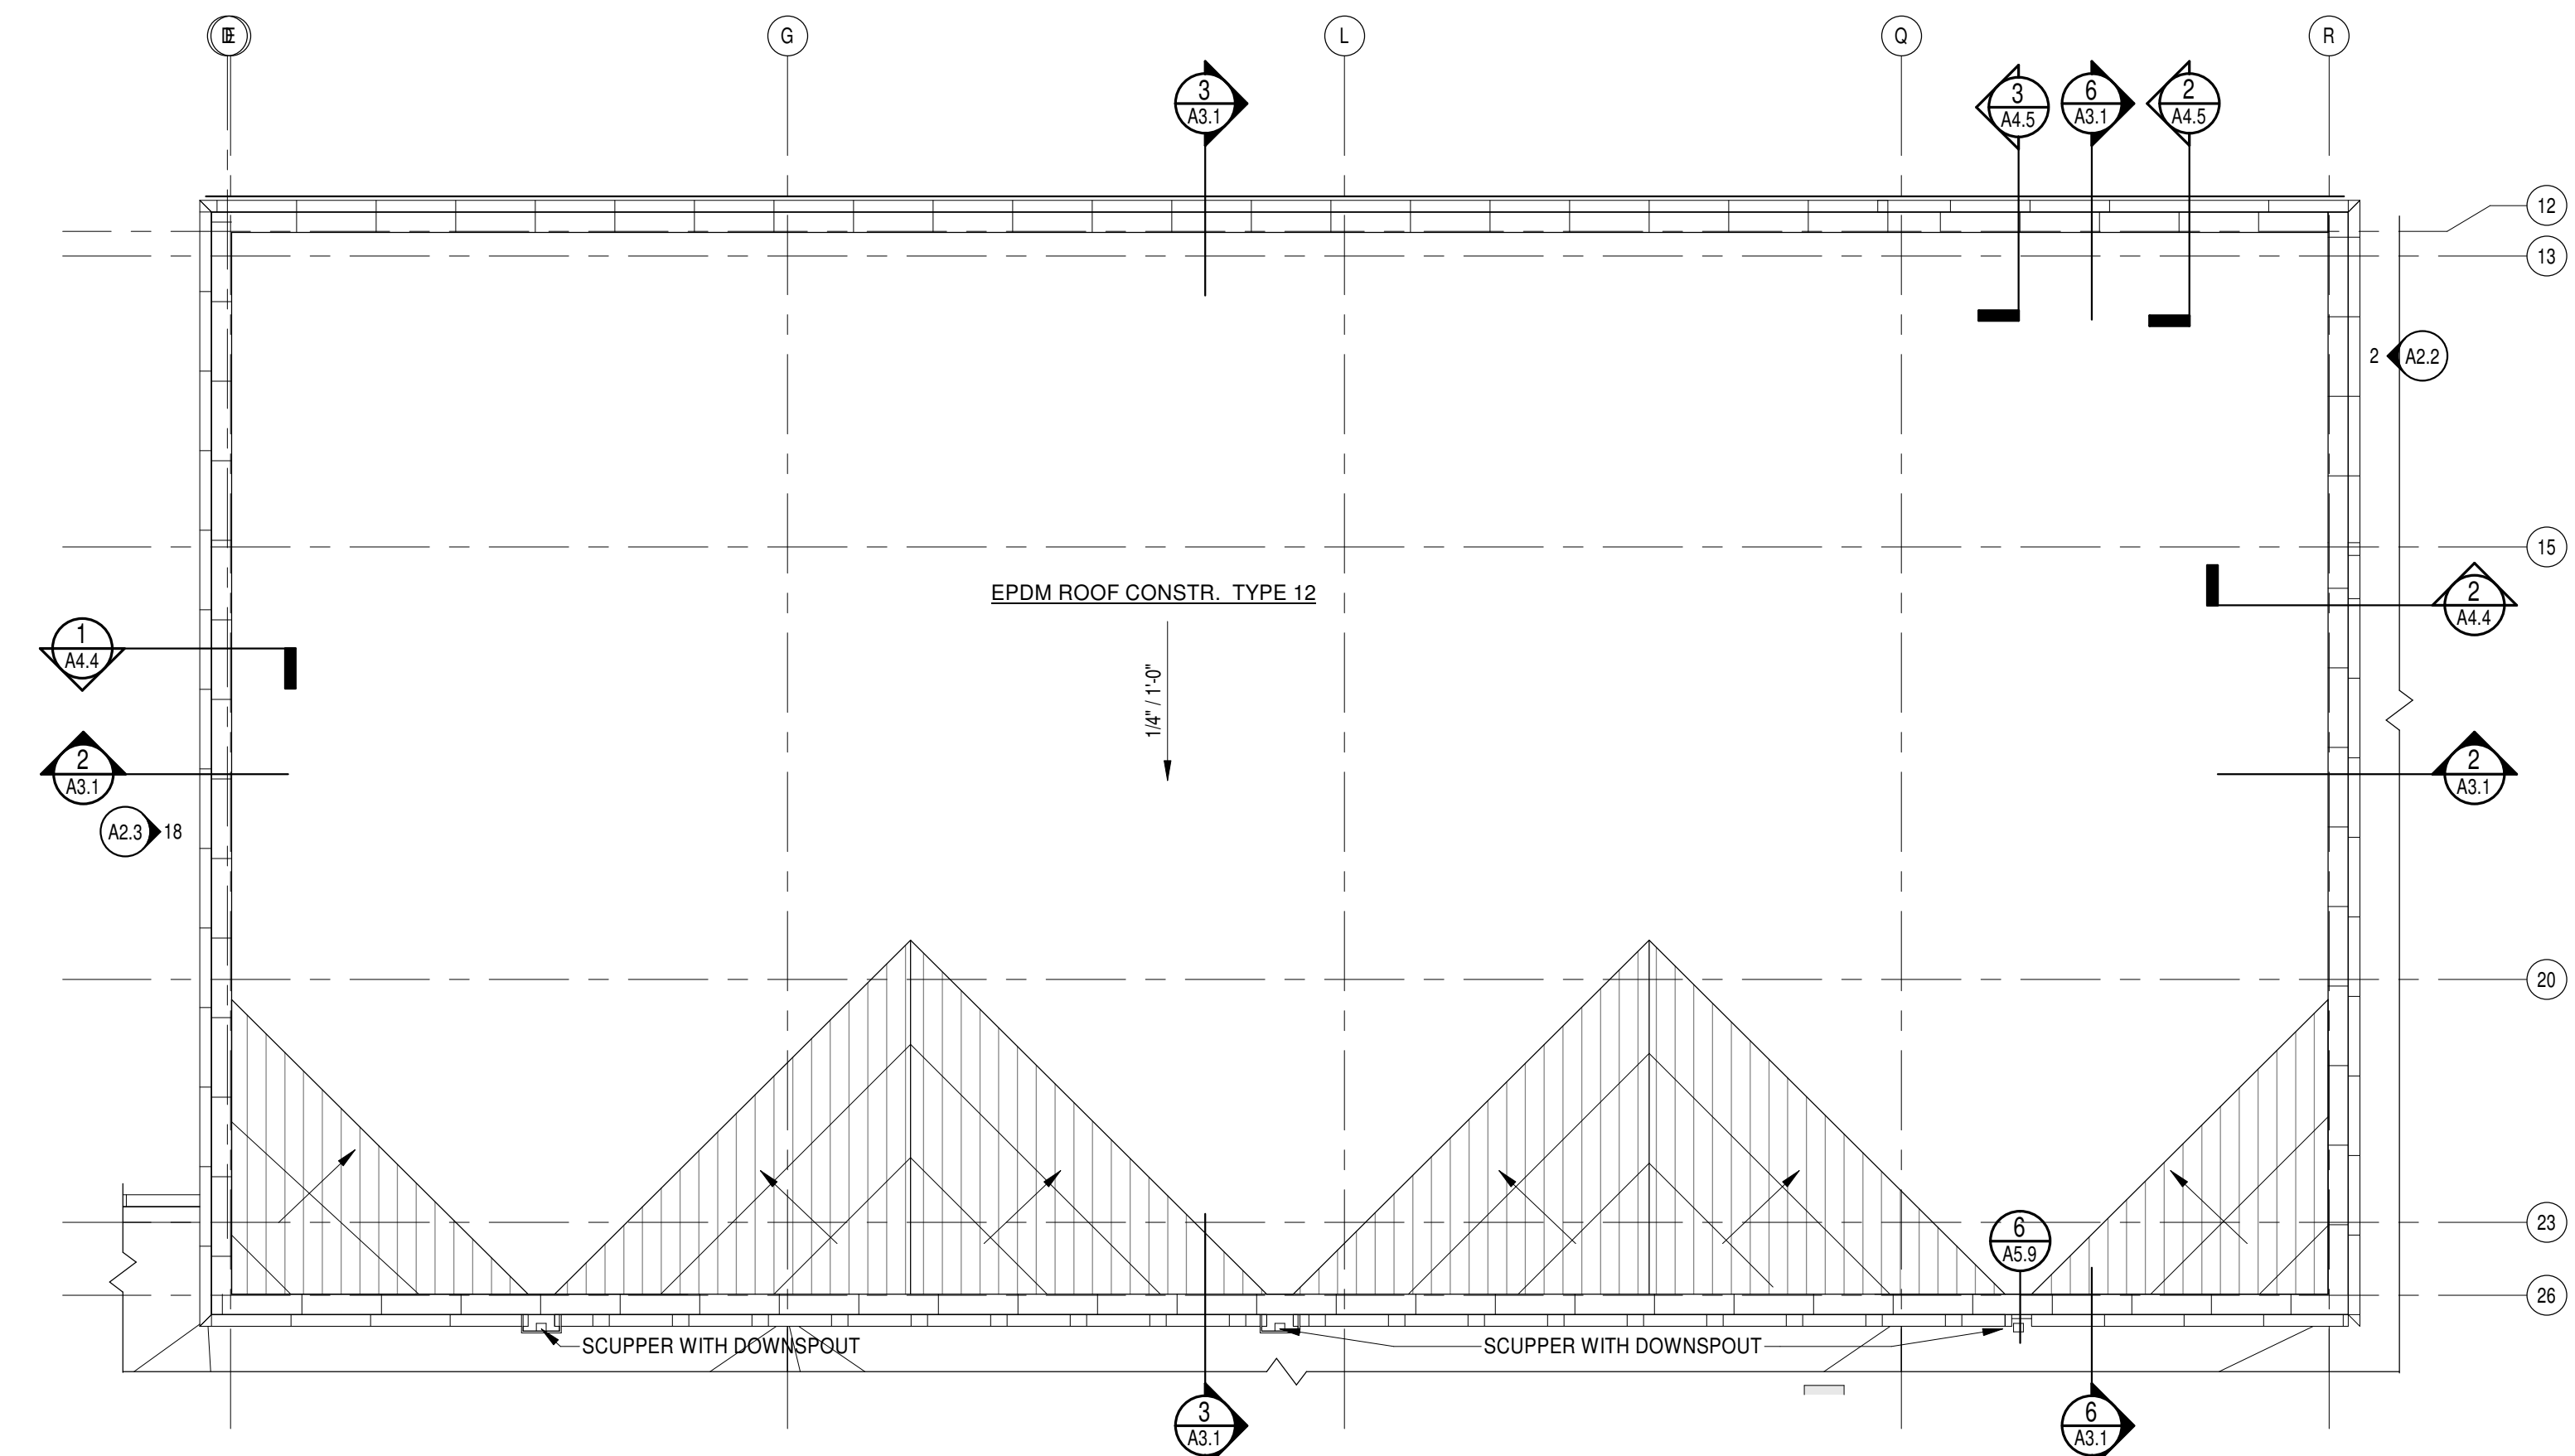 D E
G
L
Q
R
3
A3.1
3
A4.5
6
A3.1
2
A4.5
12
13
2
A2.2
15
EPDM ROOF CONSTR. TYPE 12
2
A4.4
1
A4.4
1/4" / 1'-0"
2
A3.1
2
A3.1
A2.3
18
20
23
6
A5.9
26
SCUPPER WITH DOWNSPOUT
SCUPPER WITH DOWNSPOUT
3
A3.1
6
A3.1